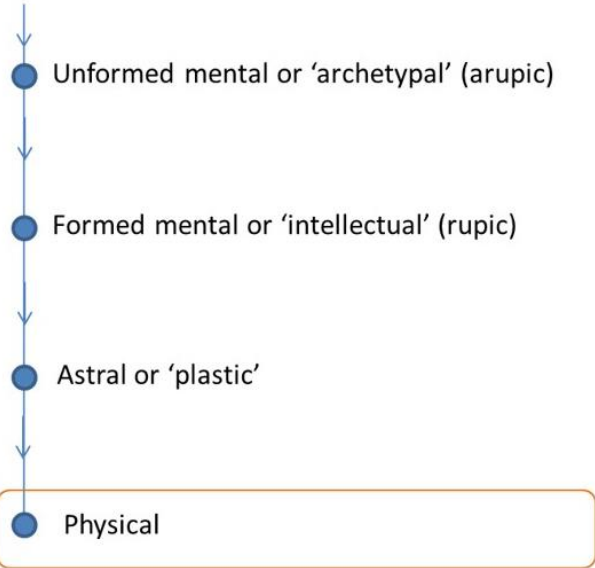 Unformed mental or ‘archetypal’ (arupic)
Formed mental or ‘intellectual’ (rupic)
Astral or ‘plastic’
Physical